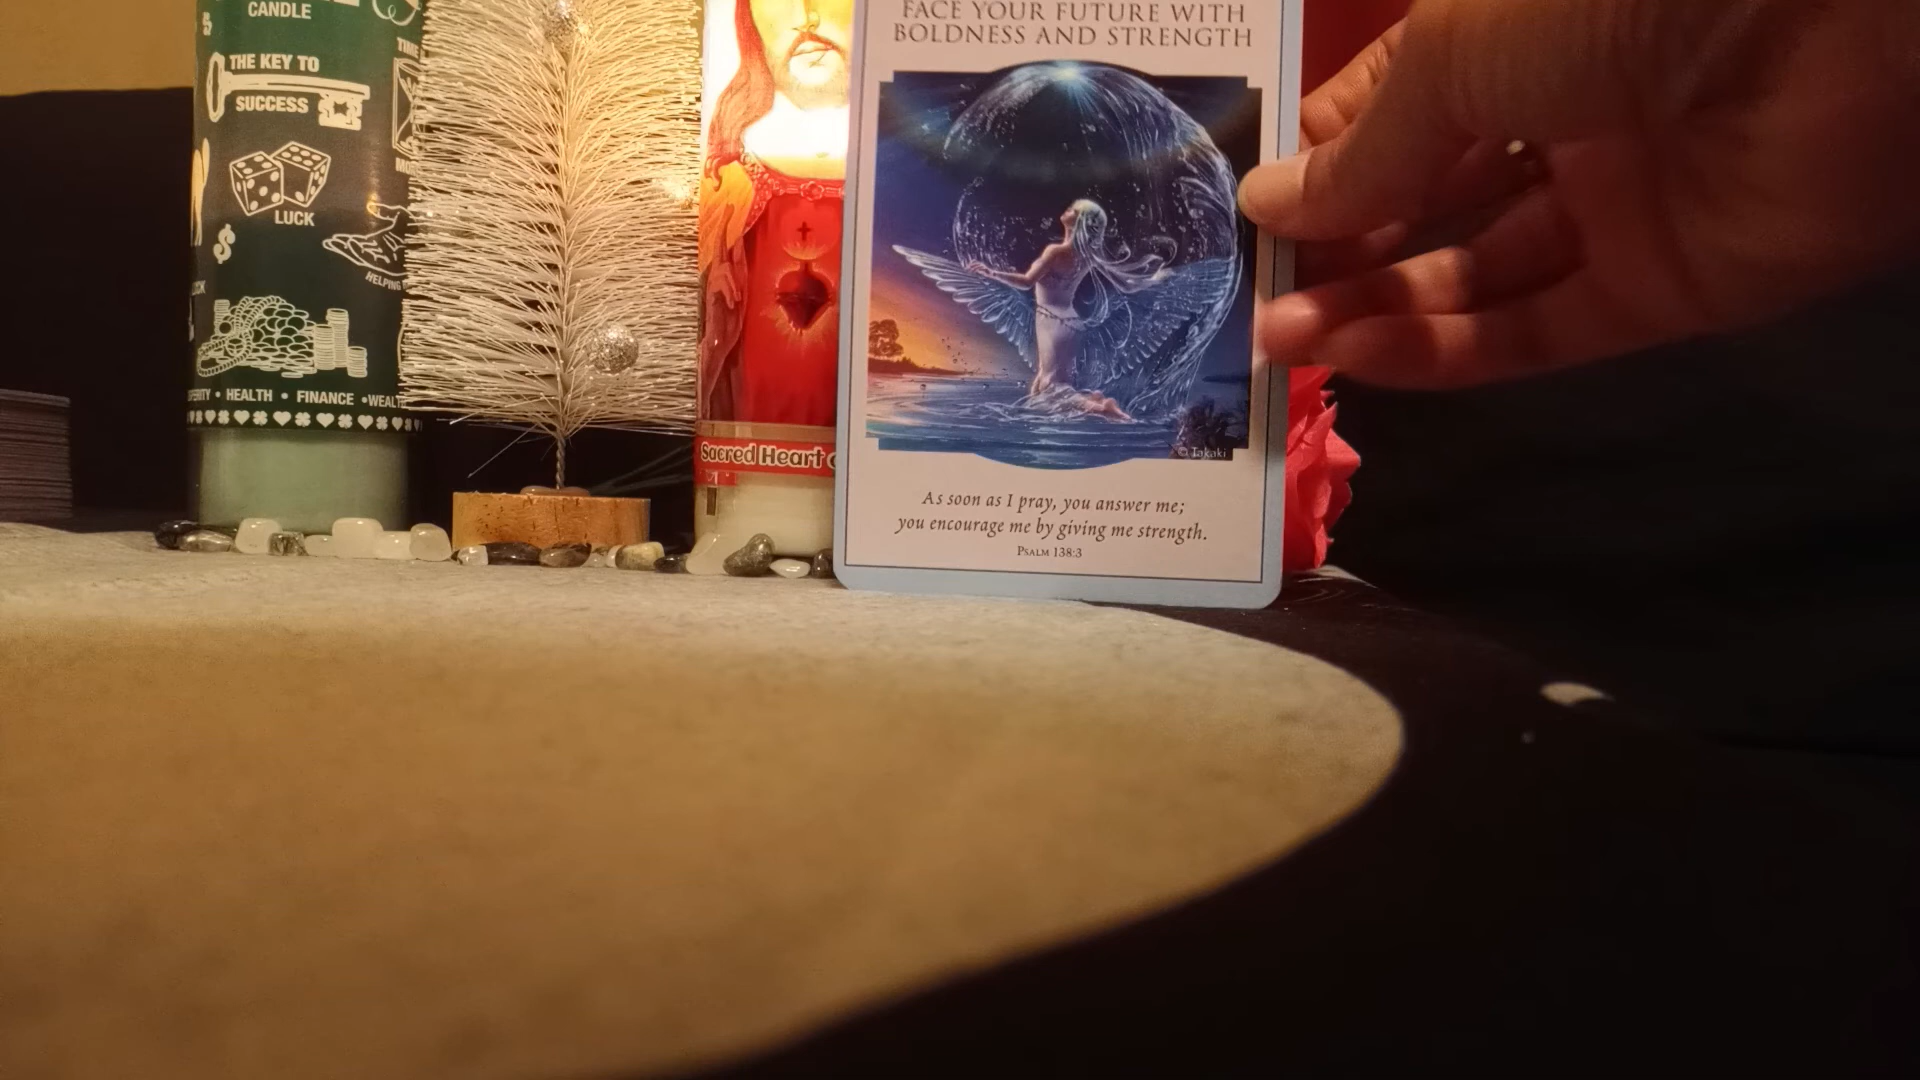 CANDLE
THE KEY TO
SUCCESS
TIME
LUCK
$
HELPING
HEALTH • FINANCE • WEALTH
Sacred Heart
FACE YOUR FUTURE WITH
BOLDNESS AND STRENGTH
© Takaki
As soon as I pray, you answer me;
you encourage me by giving me strength.
PSALM 138:3